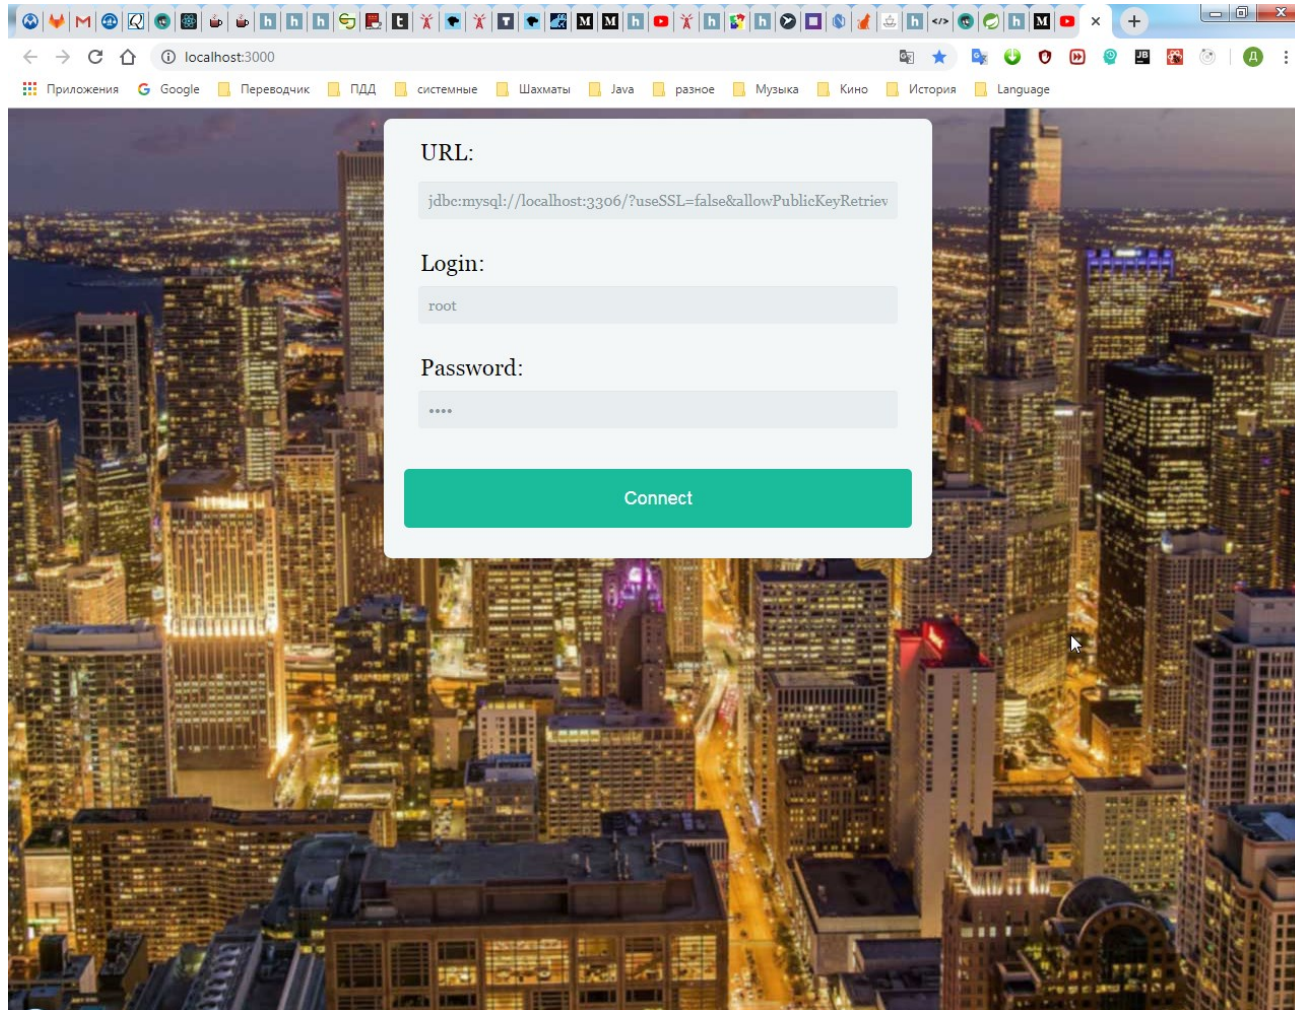 localhost:3000
Приложения Google Переводчик ПДД системные Шахматы Java разное Музыка Кино История Language
URL:
jdbc:mysql://localhost:3306/?useSSL=false&allowPublicKeyRetriev
Login:
root
Password:
••••
Connect